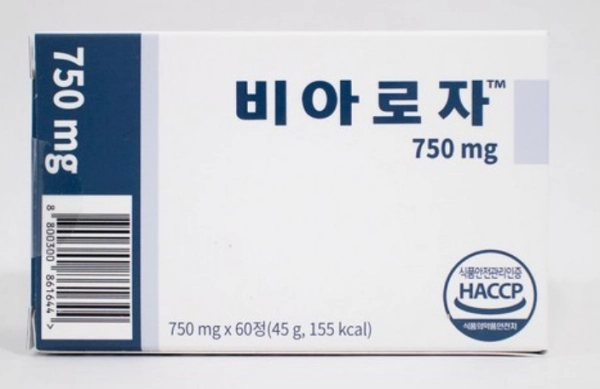 비아로자™
750 mg
750 mg
8 800300 861644 >
750 mg x 60정(45 g, 155 kcal)
식품안전관리인증
HACCP
식품의약품안전처